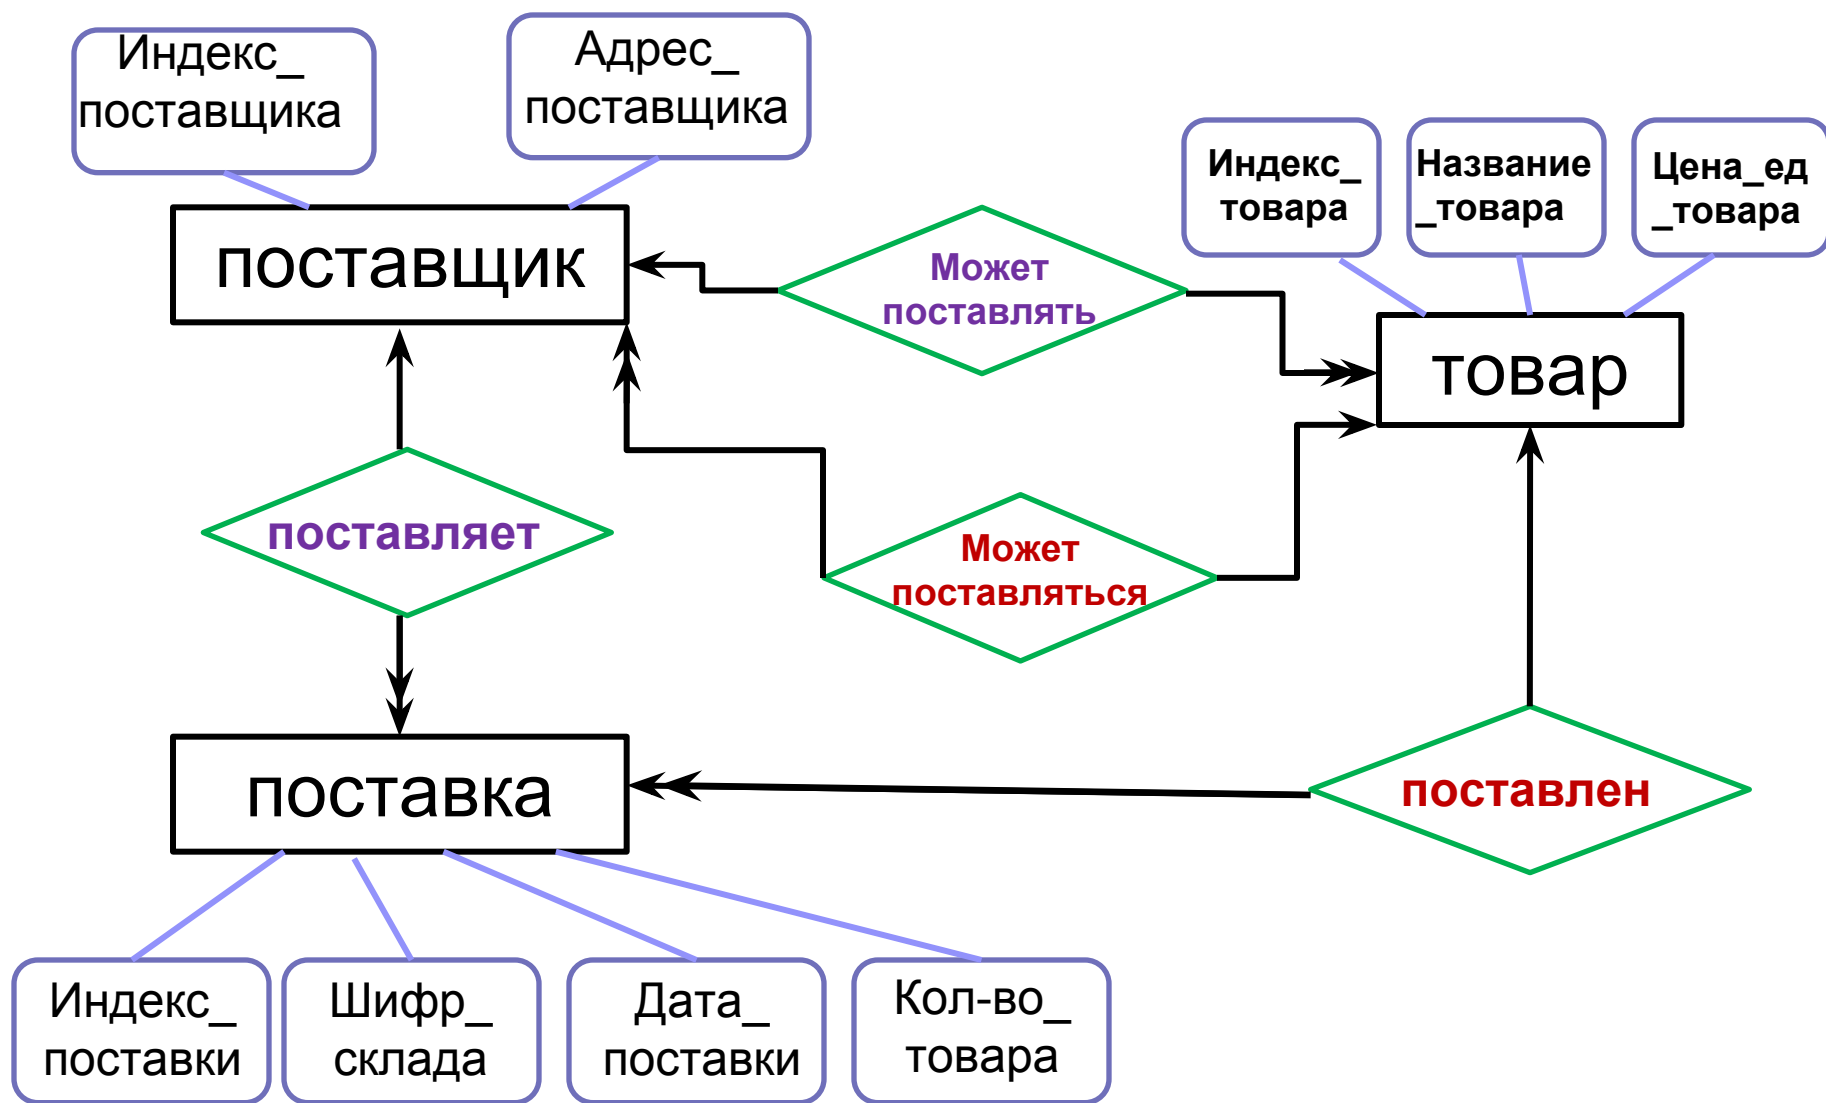 Индекс_
поставщика
Адрес_
поставщика
Индекс_
товара
Название
_товара
Цена_ед
_товара
поставщик
Может
поставлять
товар
поставляет
Может
поставляться
поставка
поставлен
Индекс_
поставки
Шифр_
склада
Дата_
поставки
Кол-во_
товара